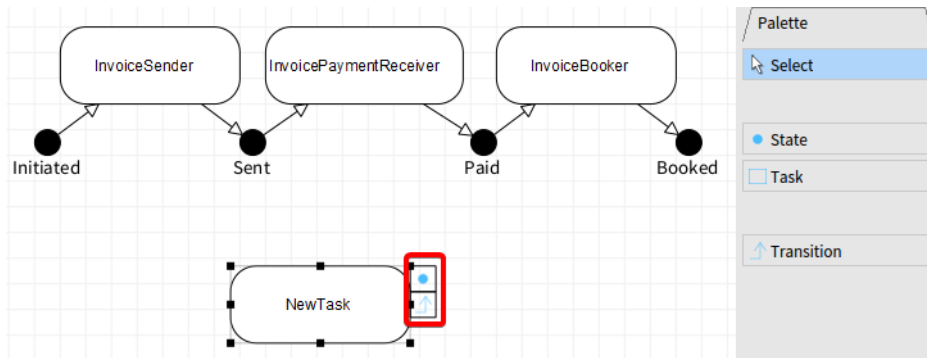 Palette
InvoiceSender
InvoicePaymentReceiver
InvoiceBooker
Select
Initiated
Sent
Paid
Booked
State
Task
Transition
NewTask